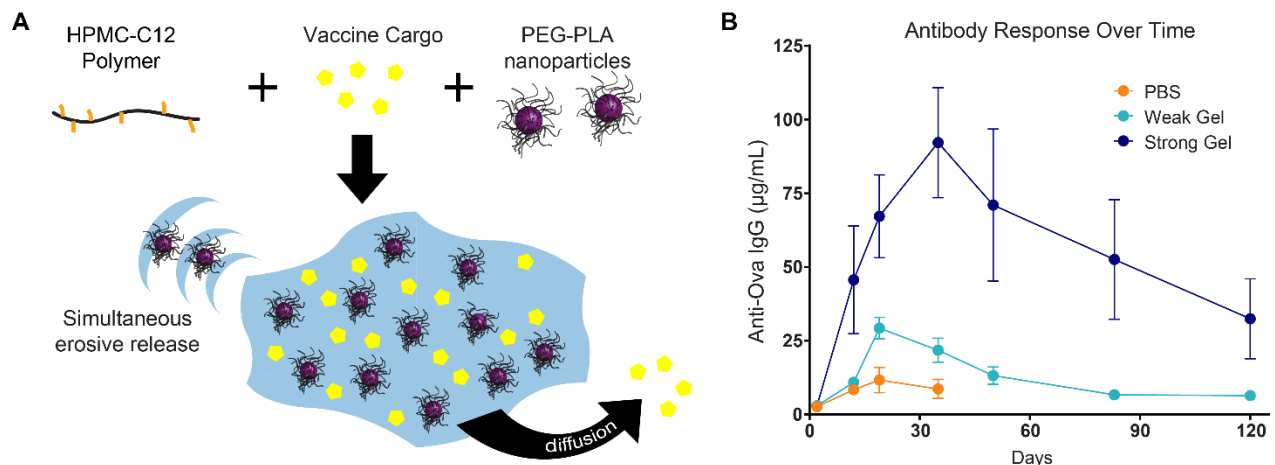 A
HPMC-C12
Polymer
+
Vaccine Cargo
+
PEG-PLA
nanoparticles
Simultaneous
erosive release
diffusion
B
Antibody Response Over Time
PBS
Weak Gel
Strong Gel
Anti-Ova IgG (µg/mL)
125
100
75
50
25
0
0
30
60
90
120
Days